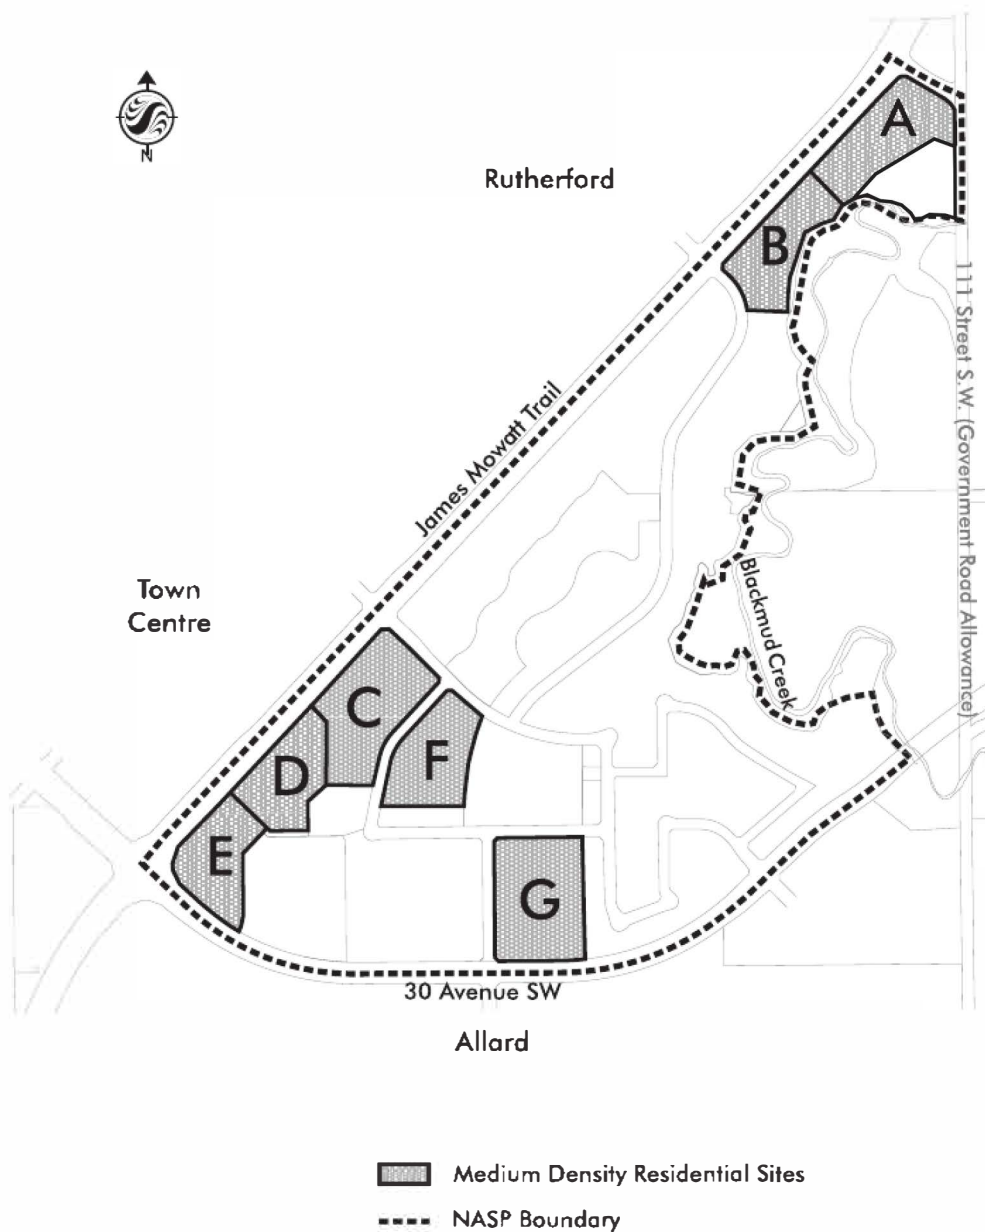 N
Rutherford
A
B
111 Street S.W. (Government Road Allowance)
James Mowatt Trail
Town
Centre
Blackmud Creek
C
F
D
E
G
30 Avenue SW
Allard
Medium Density Residential Sites
NASP Boundary